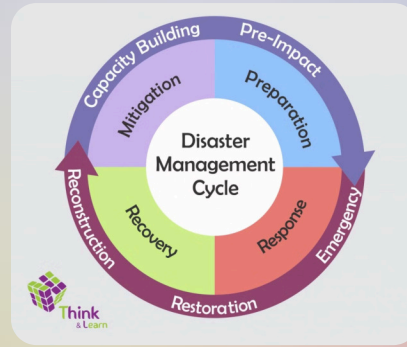 Capacity Building
Pre-Impact
Mitigation
Preparation
Disaster
Management
Cycle
Recovery
Response
Reconstruction
Restoration
Emergency
Think
& Learn